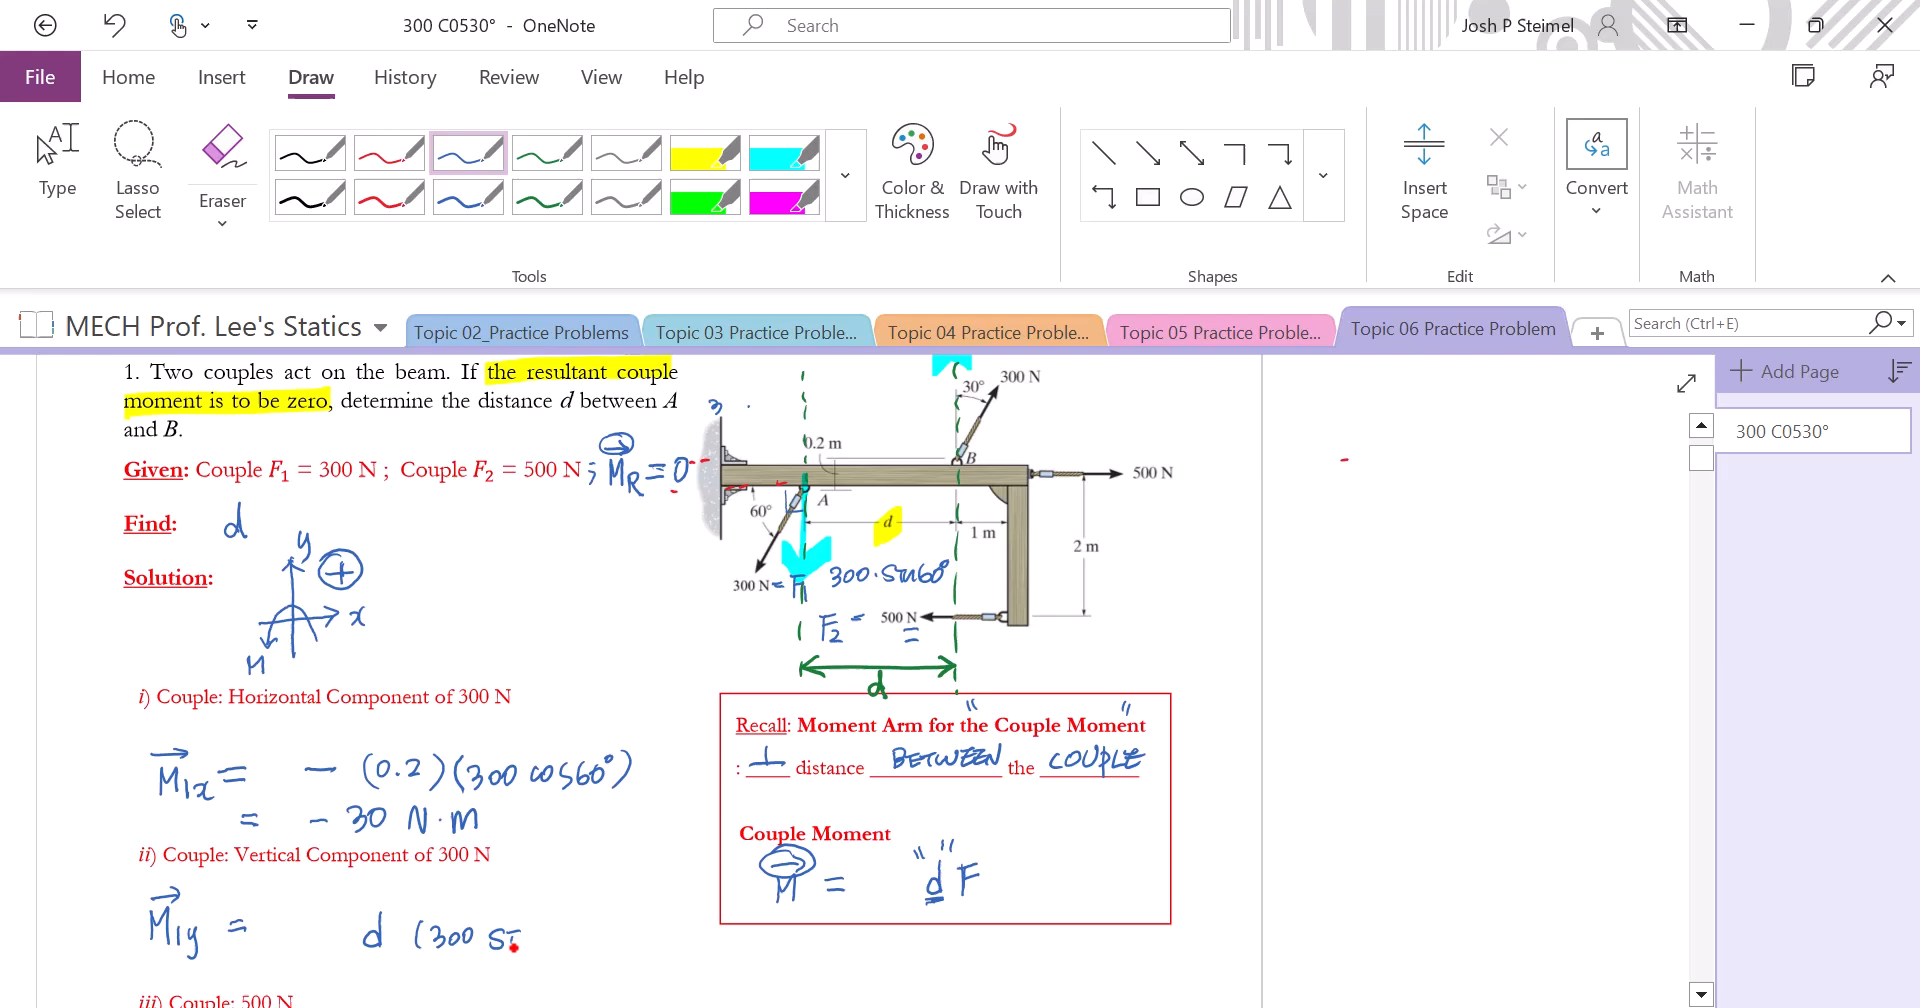 300 C0530° - OneNote
Search
Josh P Steimel
File Home Insert Draw History Review View Help
Type
Lasso Select
Eraser
Color & Thickness
Draw with Touch
Insert Space
Convert
Math Assistant
Tools
Shapes
Edit
Math
MECH Prof. Lee's Statics
Topic 02_Practice Problems
Topic 03 Practice Proble...
Topic 04 Practice Proble...
Topic 05 Practice Proble...
Topic 06 Practice Problem
Search (Ctrl+E)
Add Page
300 C0530°
1. Two couples act on the beam. If the resultant couple
moment is to be zero, determine the distance d between A
and B.
Given: Couple F₁ = 300 N ; Couple F₂ = 500 N ; M_R = 0
Find: d
Solution:
y
+
x
M
i) Couple: Horizontal Component of 300 N
M₁x = - (0.2)(300 cos60°)
= - 30 N·m
ii) Couple: Vertical Component of 300 N
M₁y = d (300 si
iii) Couple: 500 N
30°
300 N
0.2 m
B
500 N
A
60°
d
1 m
2 m
300 N = F₁ 300·sin60°
F₂ = 500 N =
d
Recall: Moment Arm for "the Couple Moment"
: ⊥ distance BETWEEN the COUPLE
Couple Moment
M = "d" F